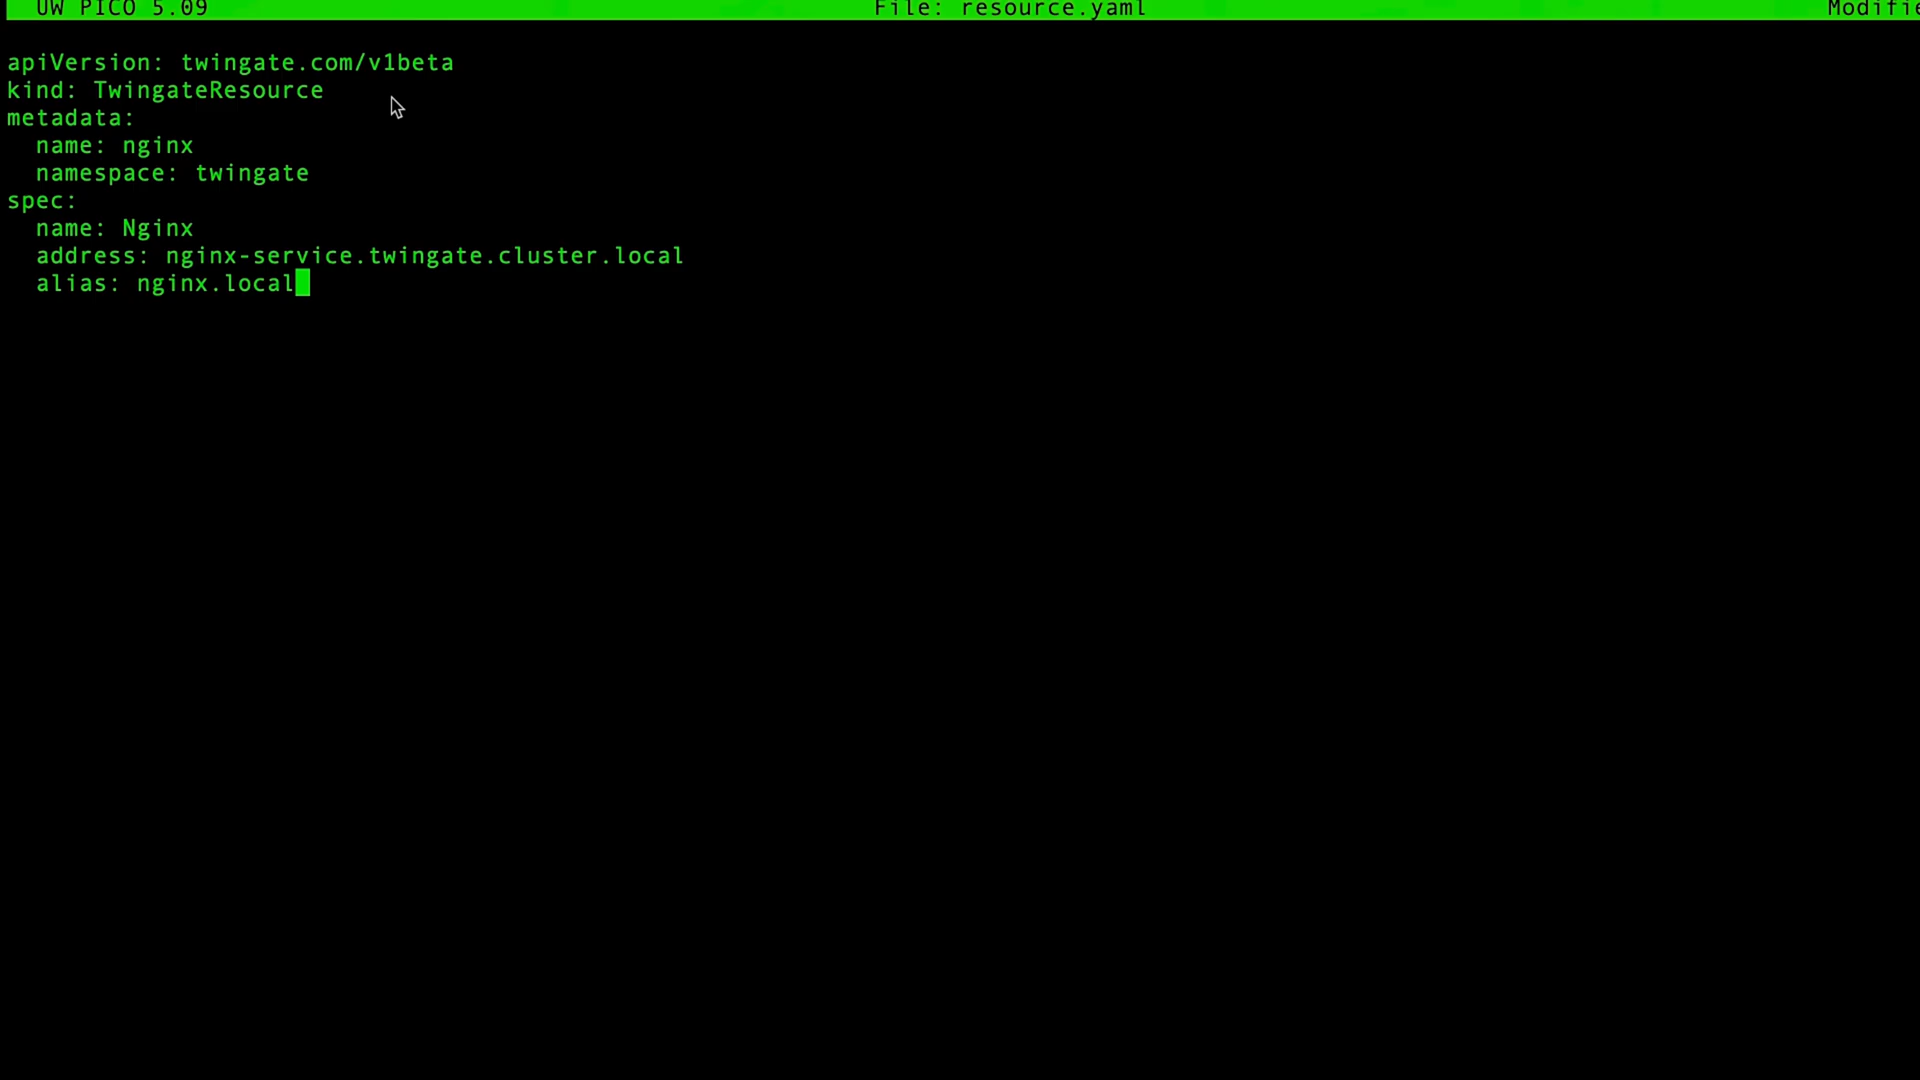 UW PICO 5.09 File: resource.yaml Modifie
apiVersion: twingate.com/v1beta
kind: TwingateResource
metadata:
  name: nginx
  namespace: twingate
spec:
  name: Nginx
  address: nginx-service.twingate.cluster.local
  alias: nginx.local